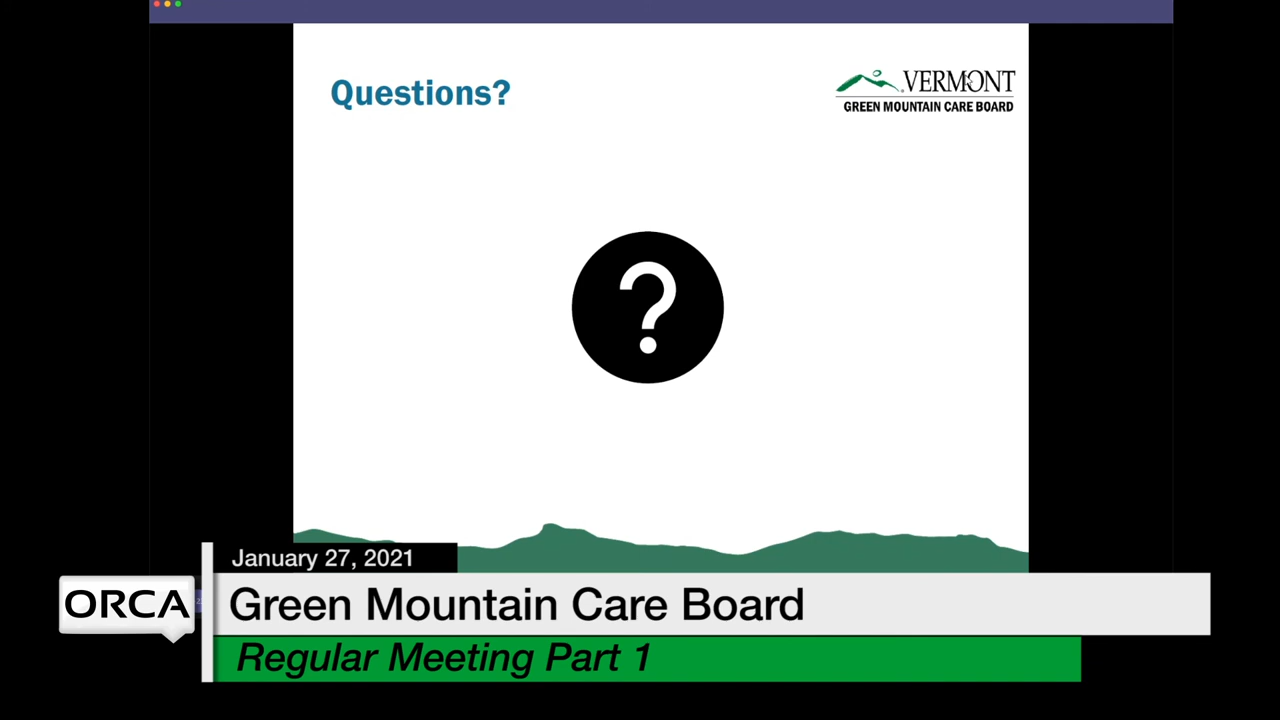 Questions?
VERMONT
GREEN MOUNTAIN CARE BOARD
?
January 27, 2021
ORCA
Green Mountain Care Board
Regular Meeting Part 1